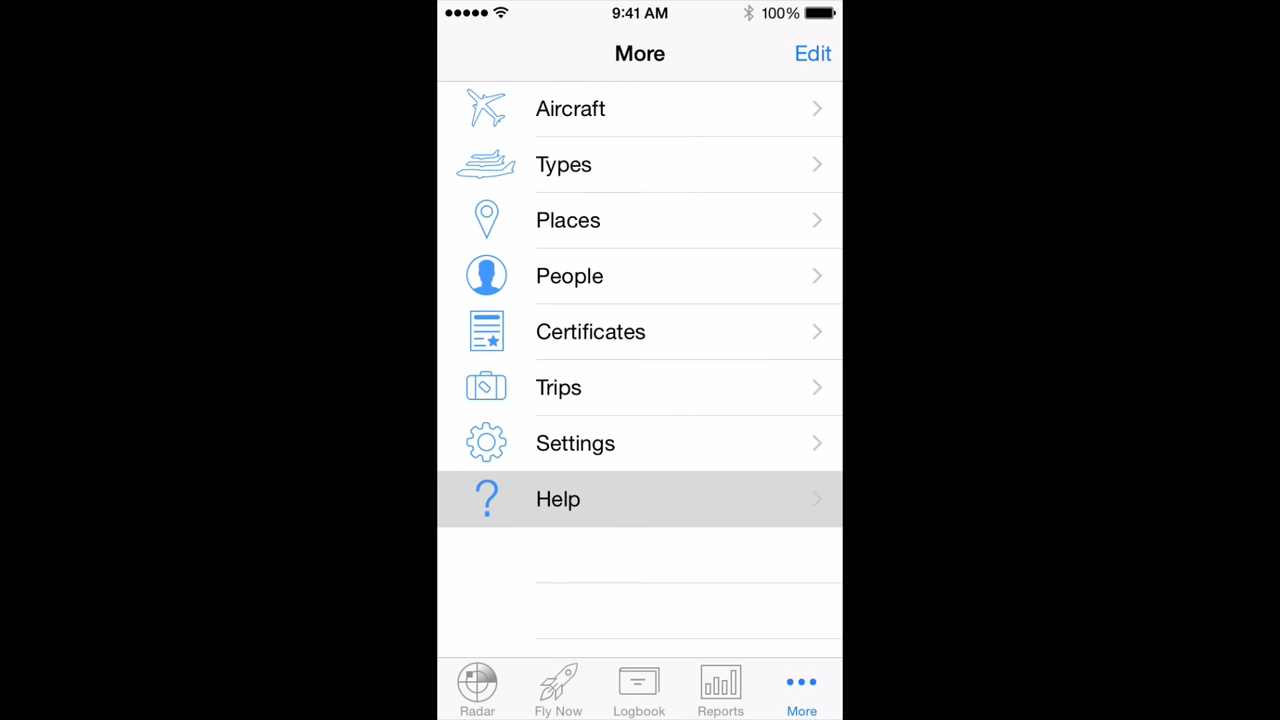 9:41 AM 100%
More Edit
Aircraft
Types
Places
People
Certificates
Trips
Settings
? Help
Radar Fly Now Logbook Reports More